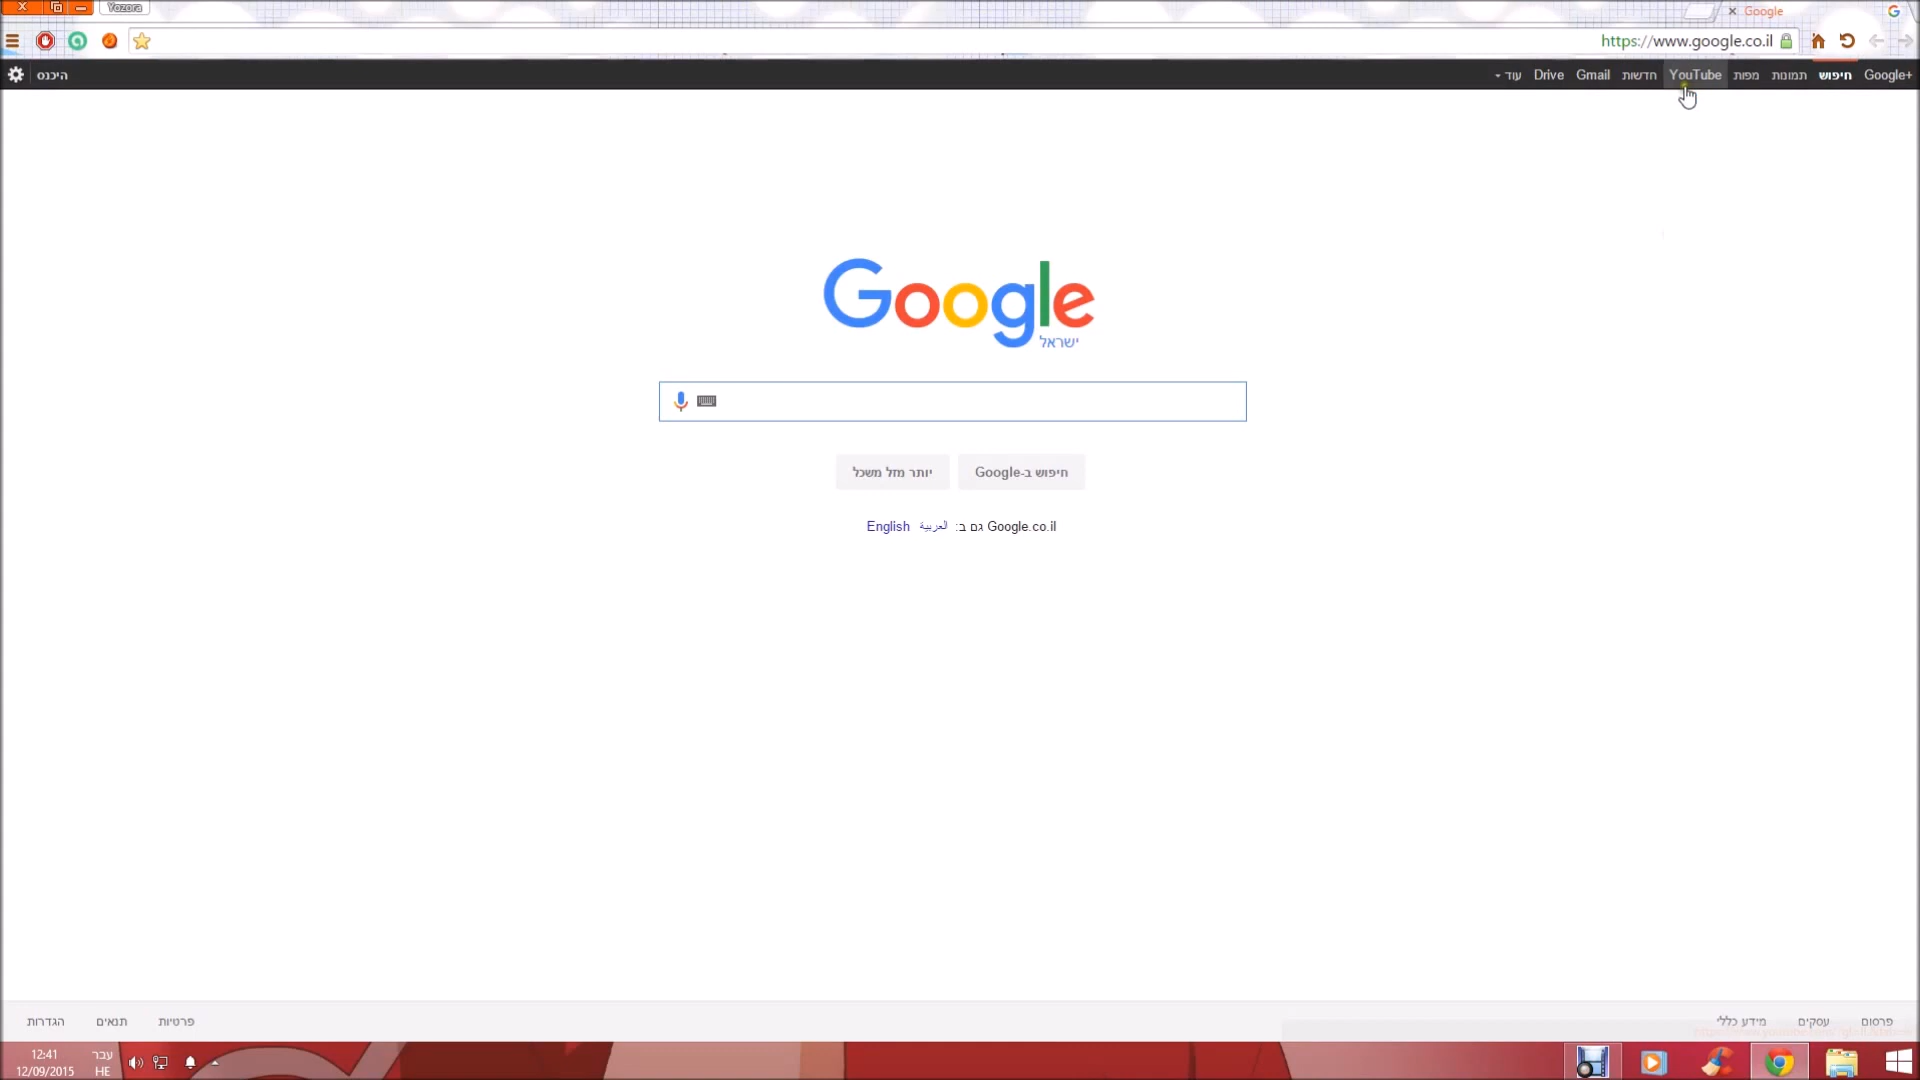 Yozora
Google
https://www.google.co.il
Google+ חיפוש תמונות מפות YouTube חדשות Gmail Drive עוד
היכנס
Google
ישראל
חיפוש ב-Google
יותר מזל משכל
Google.co.il גם ב: العربية English
פרסום עסקים מידע כללי
פרטיות תנאים הגדרות
12:41
12/09/2015
עבר
HE